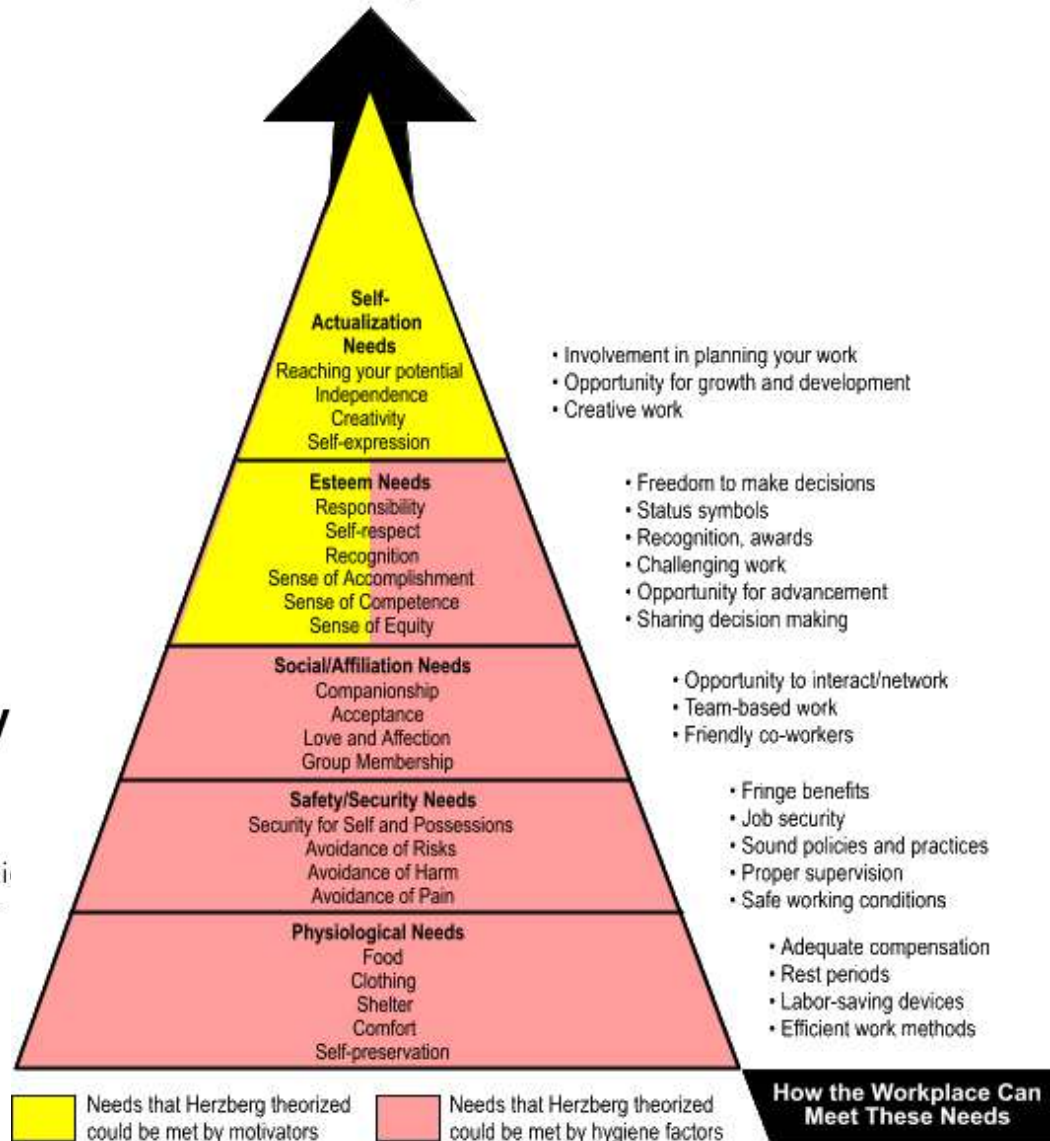 Self-
Actualization
Needs
Reaching your potential
Independence
Creativity
Self-expression
• Involvement in planning your work
• Opportunity for growth and development
• Creative work
Esteem Needs
Responsibility
Self-respect
Recognition
Sense of Accomplishment
Sense of Competence
Sense of Equity
• Freedom to make decisions
• Status symbols
• Recognition, awards
• Challenging work
• Opportunity for advancement
• Sharing decision making
Social/Affiliation Needs
Companionship
Acceptance
Love and Affection
Group Membership
• Opportunity to interact/network
• Team-based work
• Friendly co-workers
Safety/Security Needs
Security for Self and Possessions
Avoidance of Risks
Avoidance of Harm
Avoidance of Pain
• Fringe benefits
• Job security
• Sound policies and practices
• Proper supervision
• Safe working conditions
Physiological Needs
Food
Clothing
Shelter
Comfort
Self-preservation
• Adequate compensation
• Rest periods
• Labor-saving devices
• Efficient work methods
How the Workplace Can
Meet These Needs
Needs that Herzberg theorized
could be met by motivators
Needs that Herzberg theorized
could be met by hygiene factors